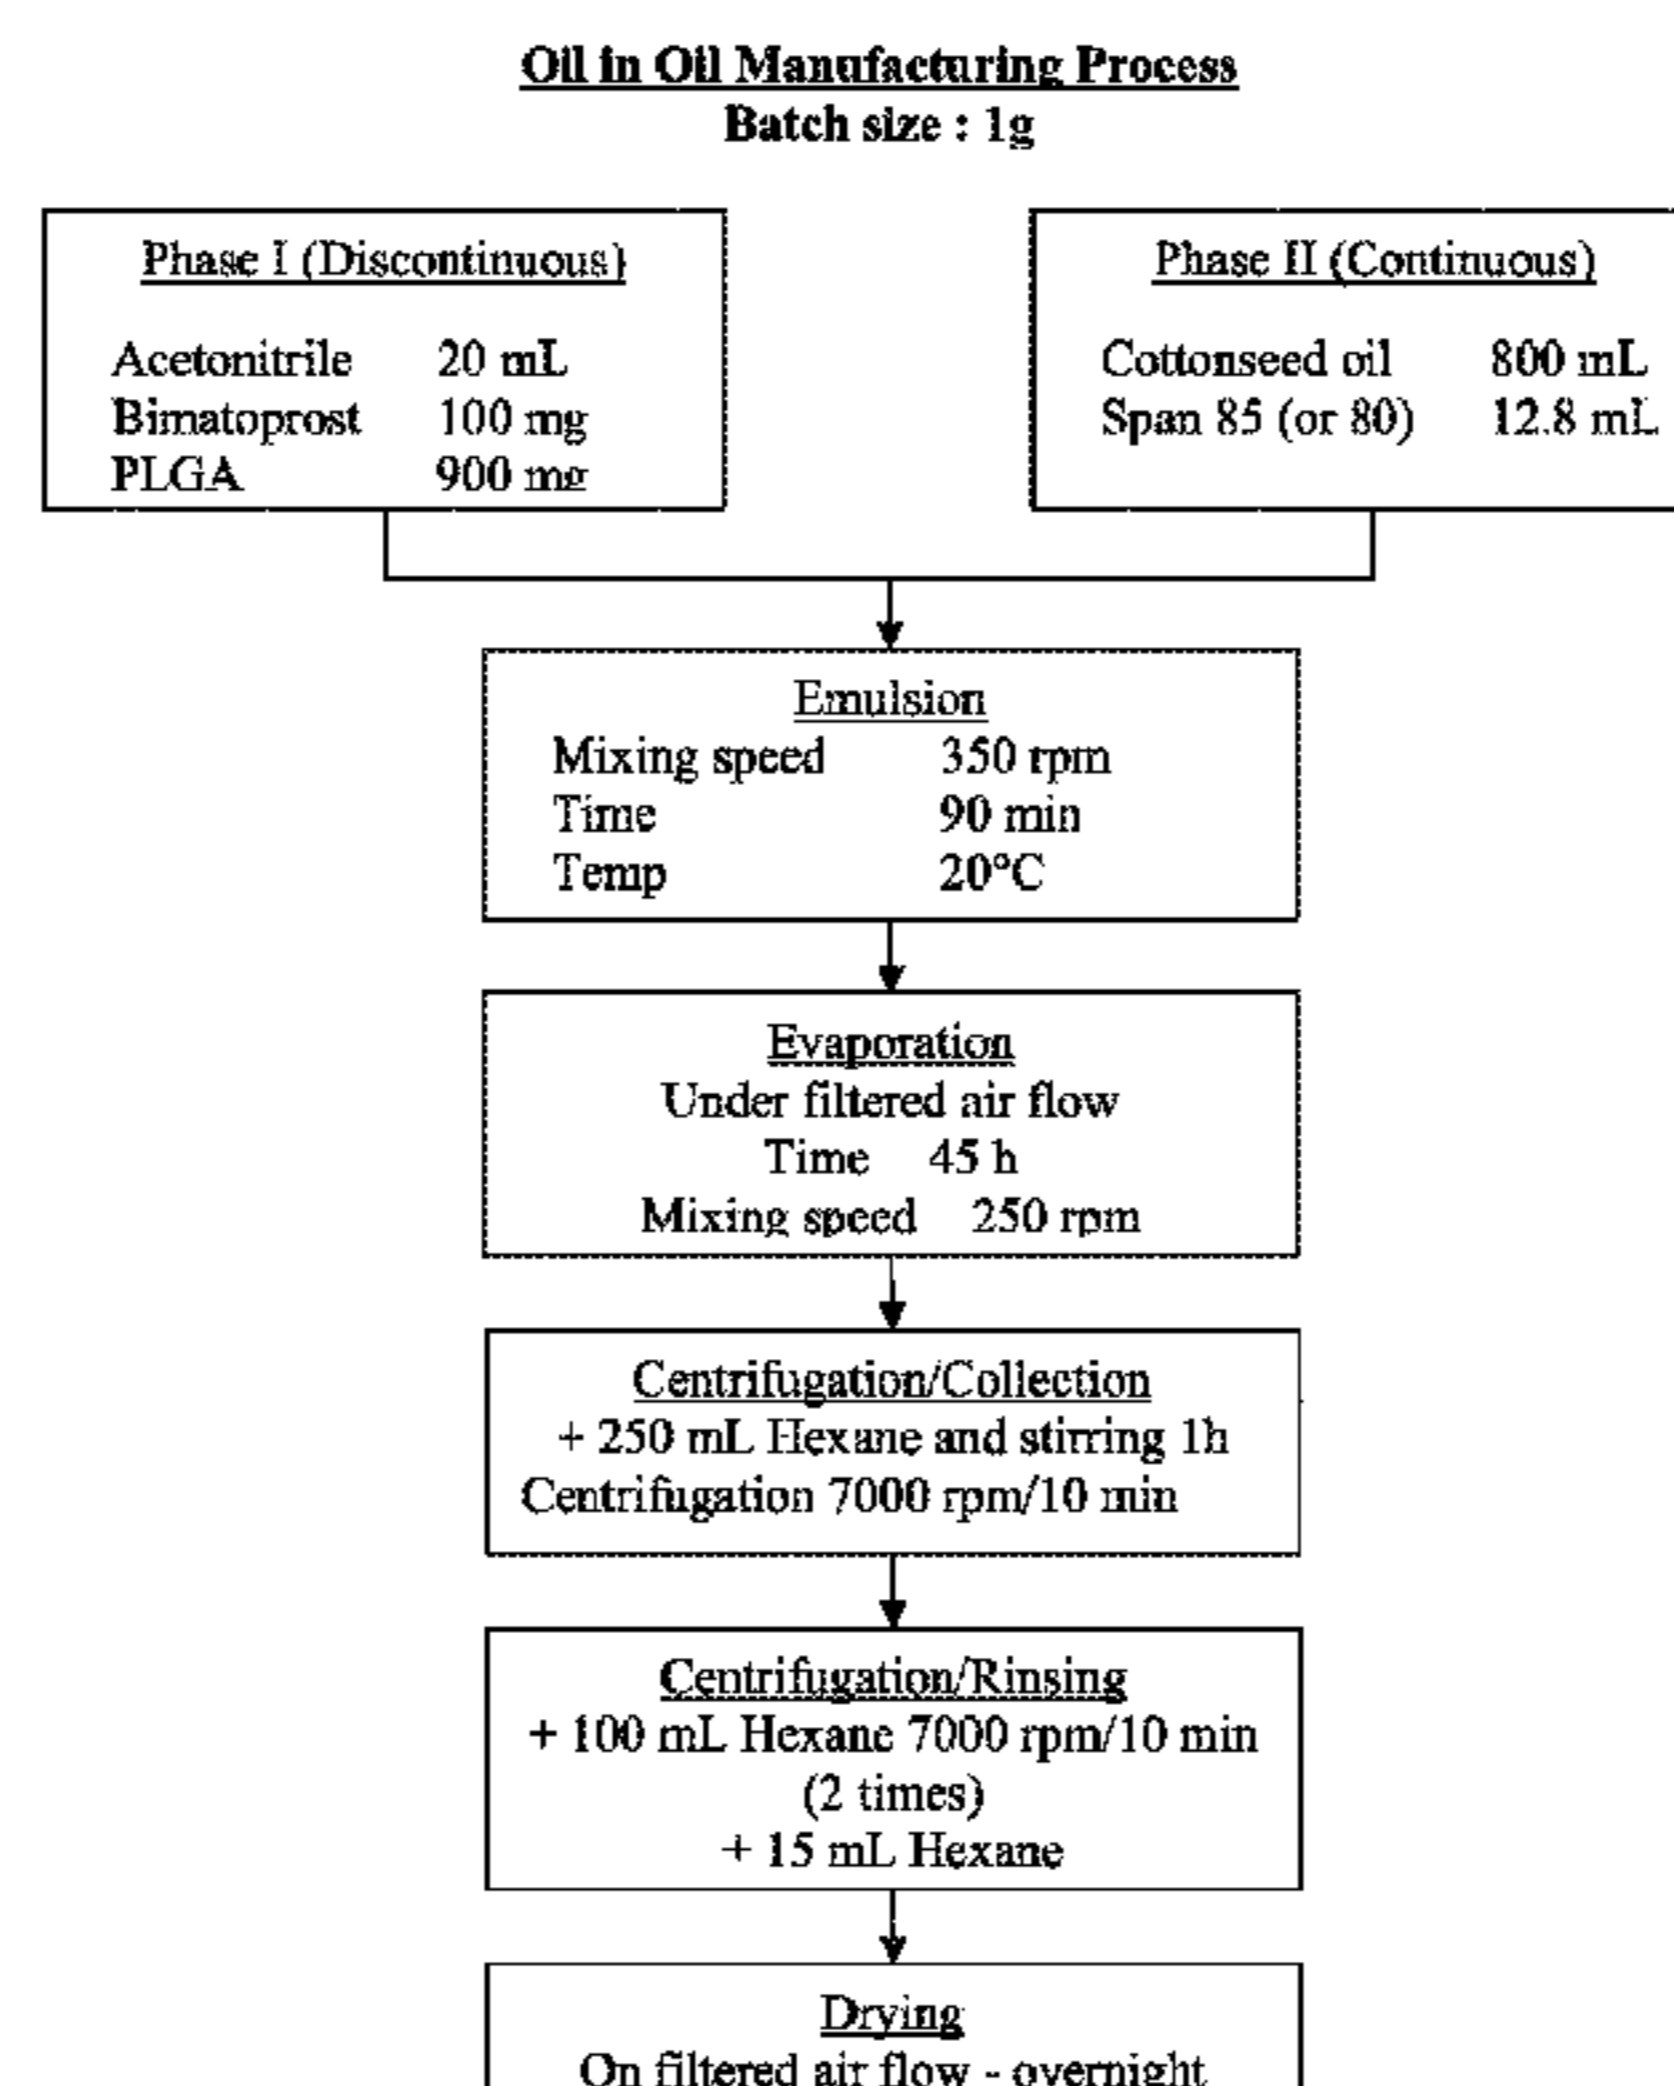 Oil in Oil Manufacturing Process
Batch size : 1g
Phase I (Discontinuous)
Acetonitrile 20 mL
Bimatoprost 100 mg
PLGA 900 mg
Phase II (Continuous)
Cottonseed oil 800 mL
Span 85 (or 80) 12.8 mL
Emulsion
Mixing speed 350 rpm
Time 90 min
Temp 20°C
Evaporation
Under filtered air flow
Time 45 h
Mixing speed 250 rpm
Centrifugation/Collection
+ 250 mL Hexane and stirring 1h
Centrifugation 7000 rpm/10 min
Centrifugation/Rinsing
+ 100 mL Hexane 7000 rpm/10 min
(2 times)
+ 15 mL Hexane
Drying
On filtered air flow - overnight